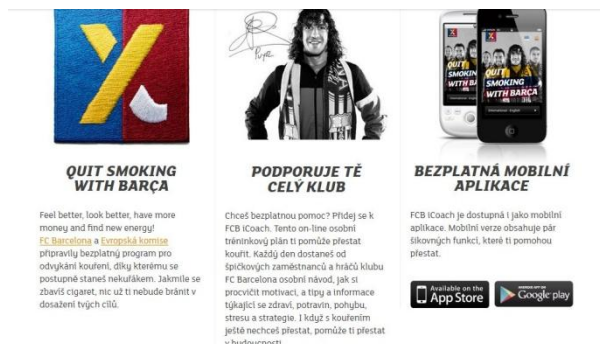 Puyol
QUIT
SMOKING
WITH BARÇA
QUIT
SMOKING
WITH BARÇA
QUIT SMOKING
WITH BARÇA
Feel better, look better, have more
money and find new energy!
FC Barcelona a Evropská komise
připravily bezplatný program pro
odvykání kouření, díky kterému se
postupně staneš nekuřákem. Jakmile se
zbavíš cigaret, nic už ti nebude bránit v
dosažení tvých cílů.
PODPORUJE TĚ
CELÝ KLUB
Chceš bezplatnou pomoc? Přidej se k
FCB iCoach. Tento on-line osobní
tréninkový plán ti pomůže přestat
kouřit. Každý den dostaneš od
špičkových zaměstnanců a hráčů klubu
FC Barcelona osobní návod, jak si
procvičit motivaci, a tipy a informace
týkající se zdraví, potravin, pohybu,
stresu a strategie. I když s kouřením
ještě nechceš přestat, pomůže ti přestat
v budoucnosti.
BEZPLATNÁ MOBILNÍ
APLIKACE
FCB iCoach je dostupná i jako mobilní
aplikace. Mobilní verze obsahuje pár
šikovných funkcí, které ti pomohou
přestat.
Available on the
App Store
Google play